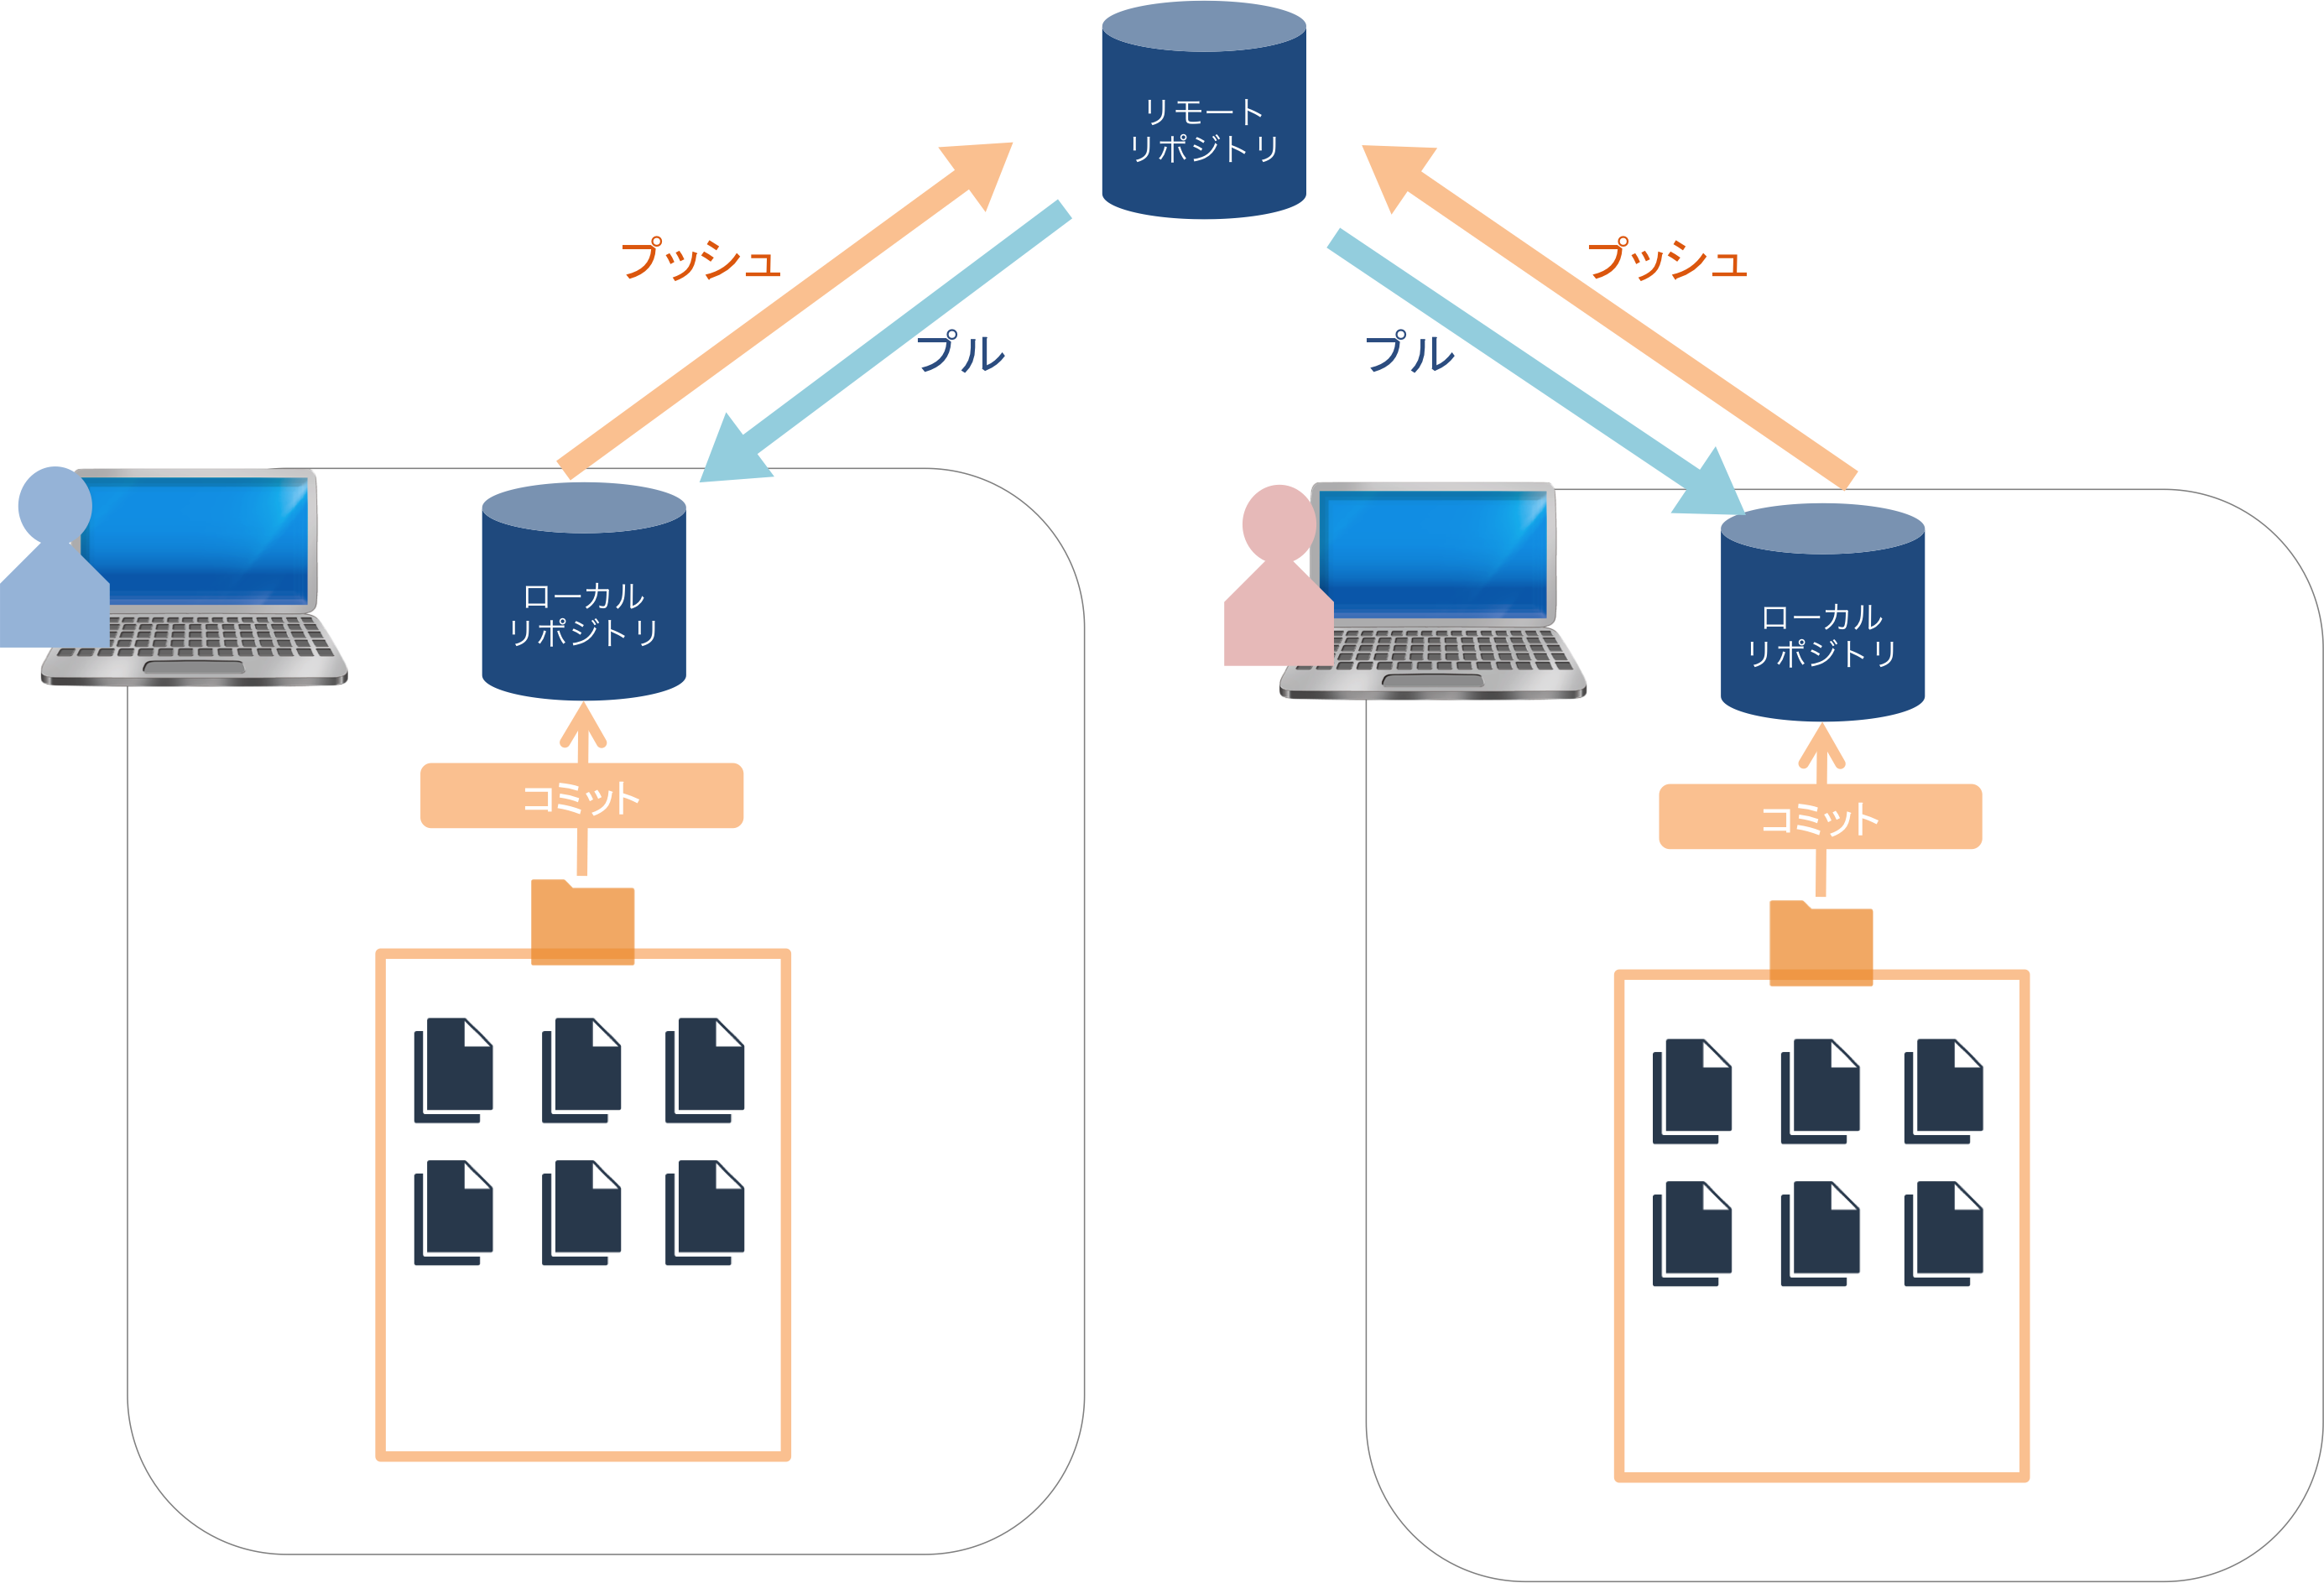 リモート
リポジトリ
プッシュ
プッシュ
プル
プル
ローカル
リポジトリ
ローカル
リポジトリ
コミット
コミット